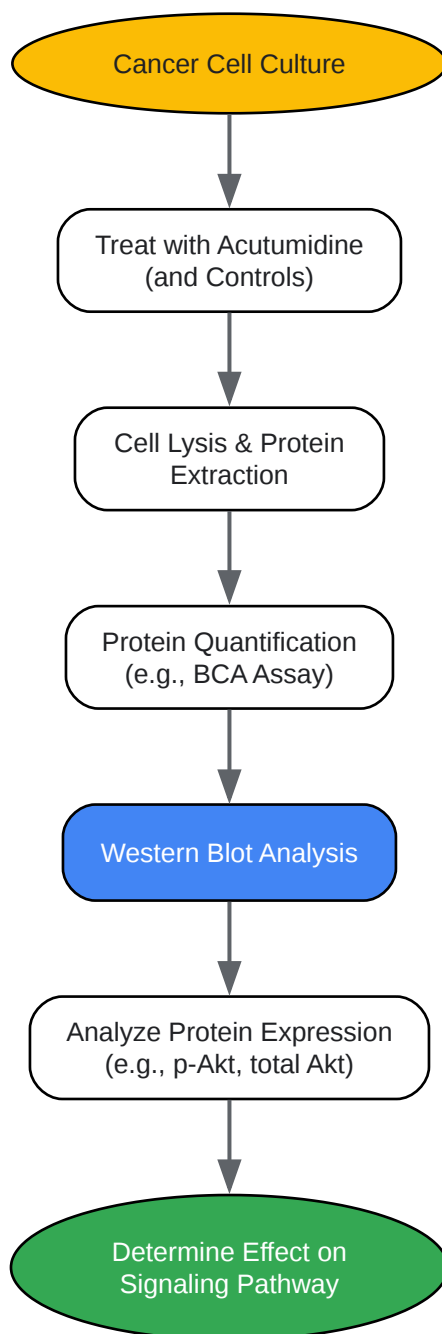 Cancer Cell Culture
Treat with Acutumidine
(and Controls)
Cell Lysis & Protein
Extraction
Protein Quantification
(e.g., BCA Assay)
Western Blot Analysis
Analyze Protein Expression
(e.g., p-Akt, total Akt)
Determine Effect on
Signaling Pathway